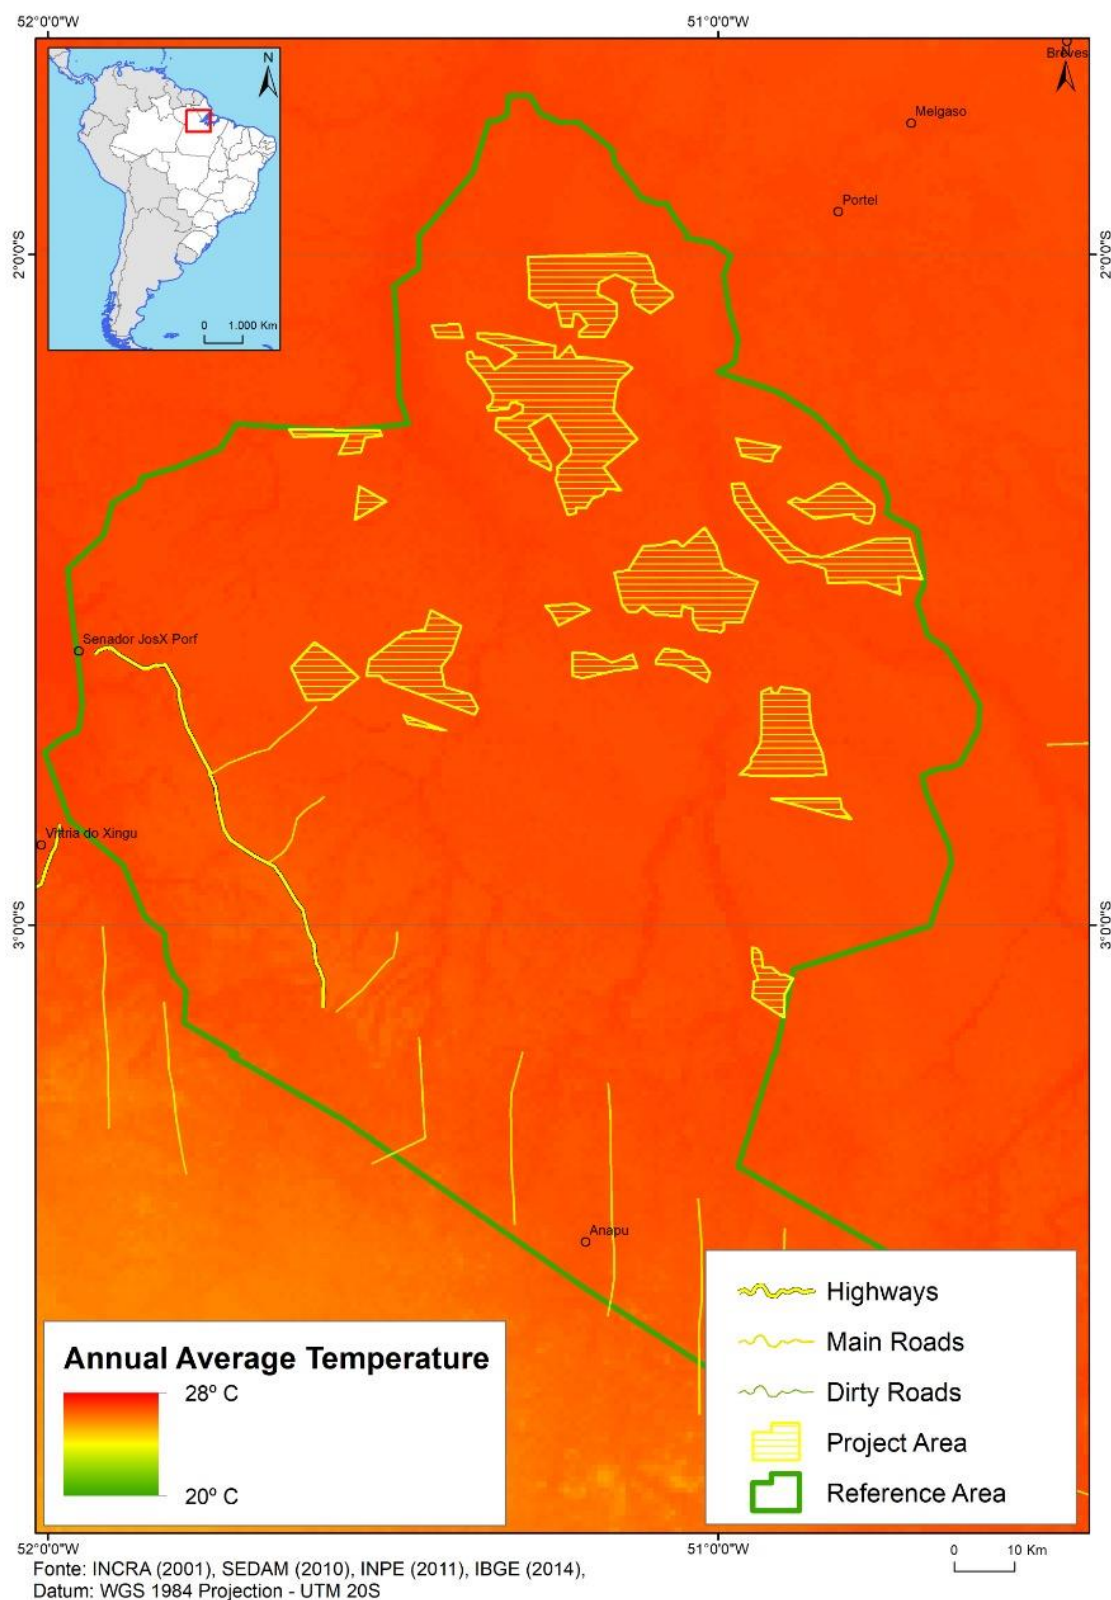 52°0'0"W
51°0'0"W
N
Breves
N
Melgaso
Portel
2°0'0"S
2°0'0"S
0
1.000 Km
Senador JosX Porf
Vittria do Xingu
3°0'0"S
3°0'0"S
Anapu
Annual Average Temperature
28º C
20º C
Highways
Main Roads
Dirty Roads
Project Area
Reference Area
52°0'0"W
51°0'0"W
Fonte: INCRA (2001), SEDAM (2010), INPE (2011), IBGE (2014),
Datum: WGS 1984 Projection - UTM 20S
0
10 Km